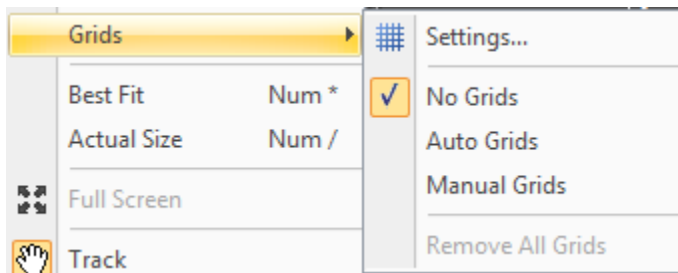 Grids
Best Fit Num *
Actual Size Num /
Full Screen
Track
Settings...
No Grids
Auto Grids
Manual Grids
Remove All Grids